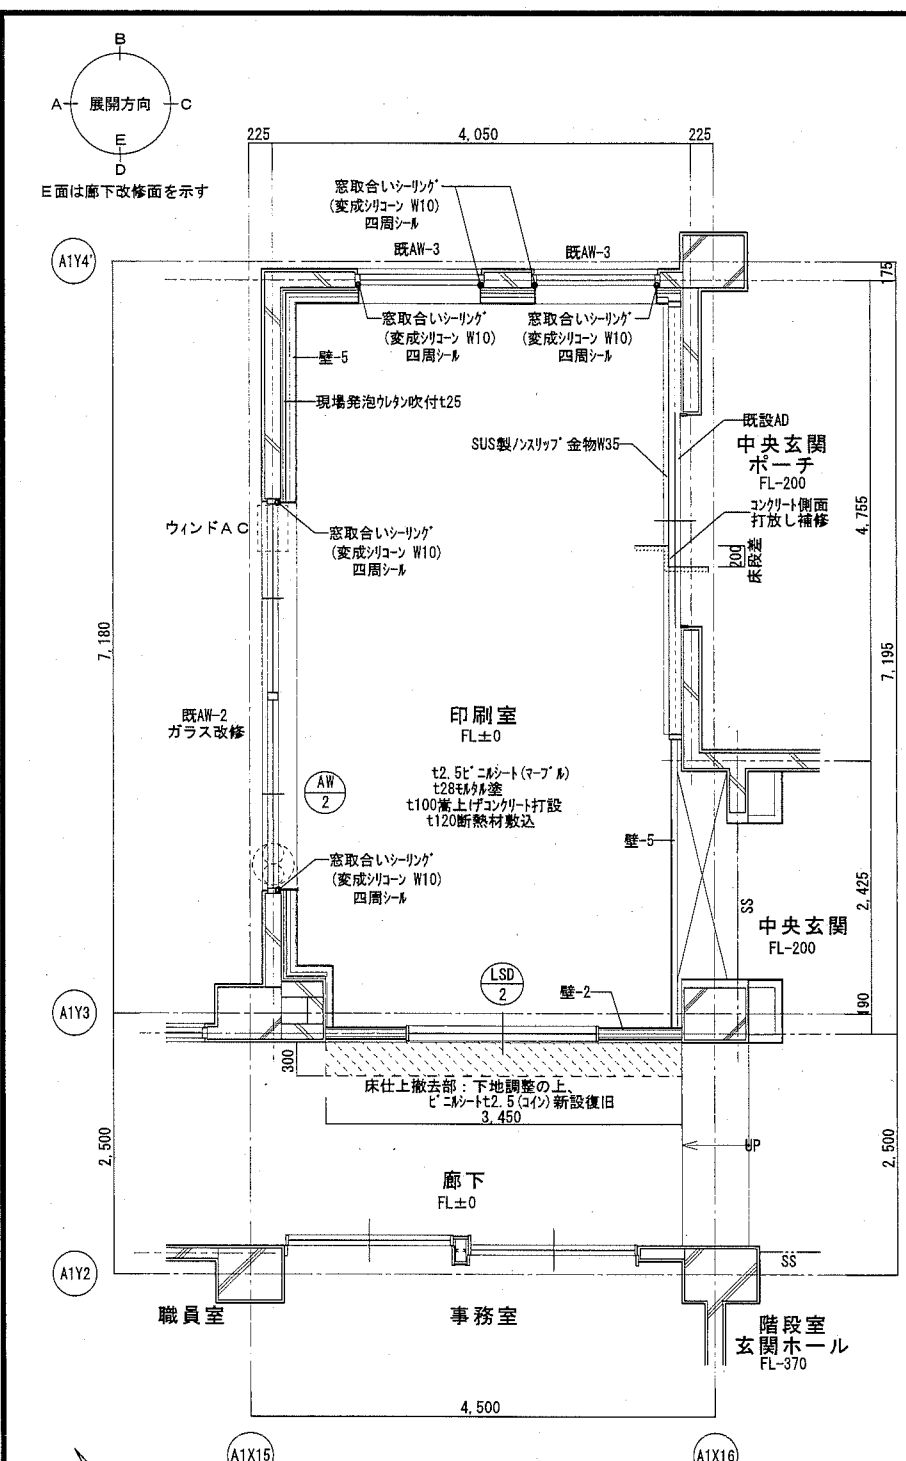 B
A
展開方向
C
E
D
E面は廊下改修面を示す
225
4,050
225
窓取合いシーリング
(変成シリコーン W10)
四周シール
既AW-3
既AW-3
A1Y4'
175
窓取合いシーリング
(変成シリコーン W10)
四周シール
窓取合いシーリング
(変成シリコーン W10)
四周シール
壁-5
現場発泡ウレタン吹付t25
既設AD
SUS製ノンスリップ金物W35
中央玄関
ポーチ
FL-200
コンクリート側面
打放し補修
4,755
ウィンドAC
窓取合いシーリング
(変成シリコーン W10)
四周シール
200
床段差
7,180
7,195
既AW-2
ガラス改修
印刷室
FL±0
t2.5ビニルシート(マーブル)
t28モルタル塗
t100嵩上げコンクリート打設
t120断熱材敷込
AW
2
壁-5
窓取合いシーリング
(変成シリコーン W10)
四周シール
2,425
SS
中央玄関
FL-200
LSD
2
壁-2
A1Y3
190
300
床仕上撤去部:下地調整の上、
ビニルシートt2.5(コイン)新設復旧
3,450
2,500
UP
2,500
廊下
FL±0
A1Y2
SS
職員室
事務室
階段室
玄関ホール
FL-370
4,500
A1X15
A1X16